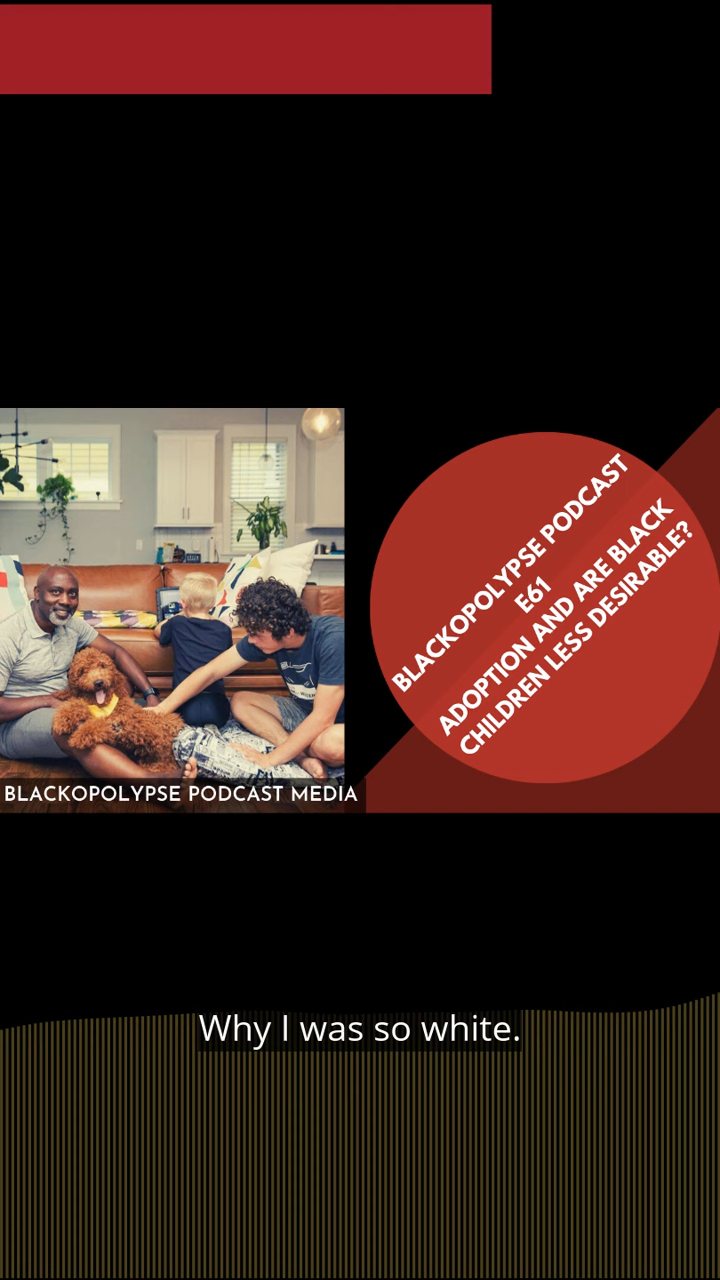 BLACKOPOLYPSE PODCAST
E61
ADOPTION AND ARE BLACK
CHILDREN LESS DESIRABLE?
BLACKOPOLYPSE PODCAST MEDIA
Why I was so white.